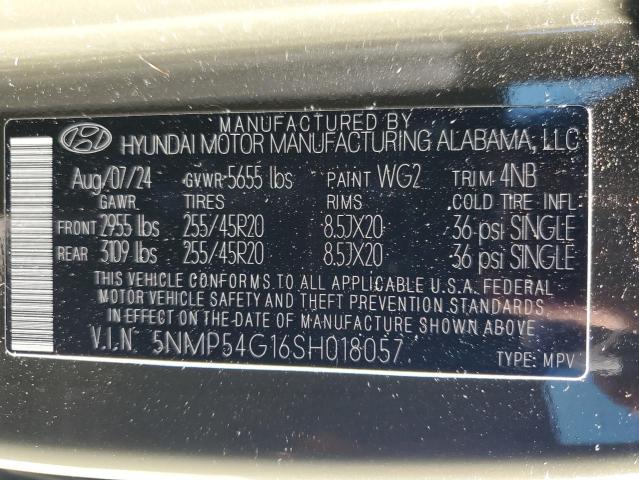 MANUFACTURED BY
HYUNDAI MOTOR MANUFACTURING ALABAMA, LLC
Aug/07/24 GVWR 5655 lbs PAINT WG2 TRIM 4NB
GAWR TIRES RIMS COLD TIRE INFL
FRONT 2955 lbs 255/45R20 8.5JX20 36 psi SINGLE
REAR 3109 lbs 255/45R20 8.5JX20 36 psi SINGLE
THIS VEHICLE CONFORMS TO ALL APPLICABLE U.S.A. FEDERAL
MOTOR VEHICLE SAFETY AND THEFT PREVENTION STANDARDS
IN EFFECT ON THE DATE OF MANUFACTURE SHOWN ABOVE
V.I.N 5NMP54G16SH018057 TYPE: MPV